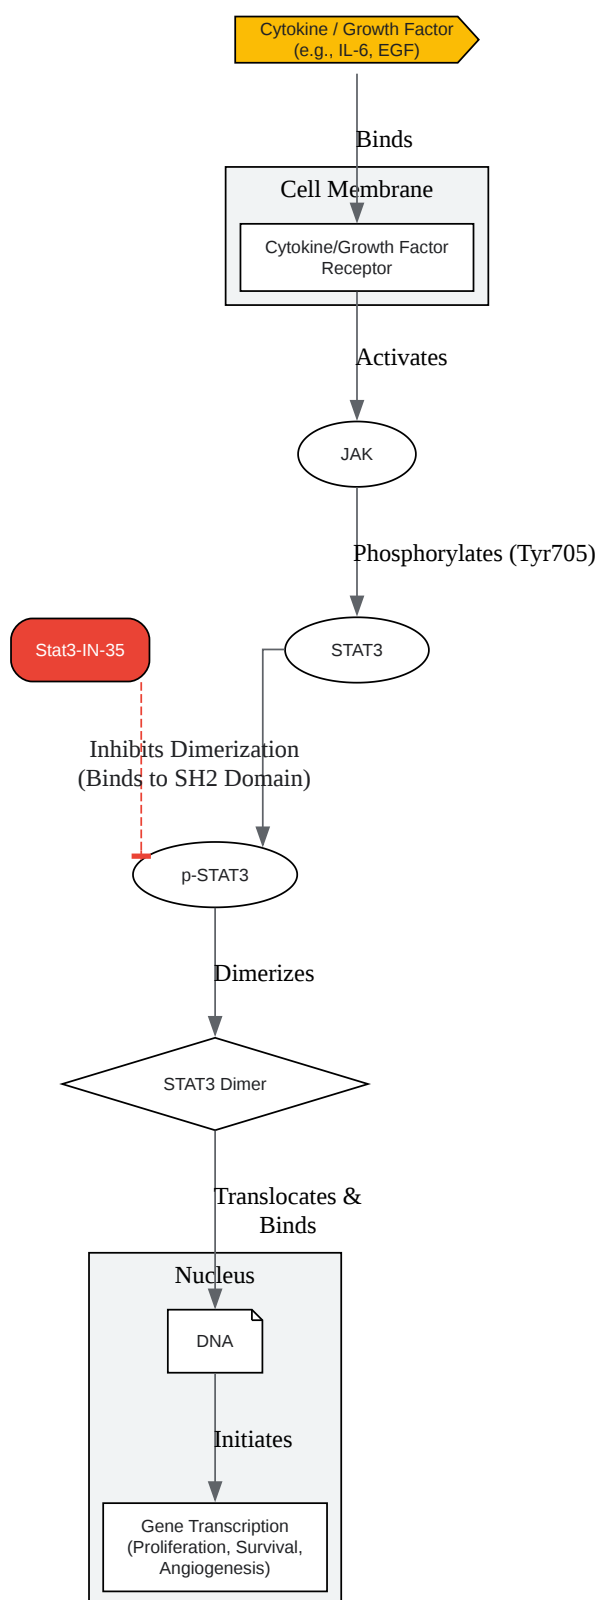 Cytokine / Growth Factor
(e.g., IL-6, EGF)
Binds
Cell Membrane
Cytokine/Growth Factor
Receptor
Activates
JAK
Phosphorylates (Tyr705)
Stat3-IN-35
STAT3
Inhibits Dimerization
(Binds to SH2 Domain)
p-STAT3
Dimerizes
STAT3 Dimer
Translocates &
Binds
Nucleus
DNA
Initiates
Gene Transcription
(Proliferation, Survival,
Angiogenesis)